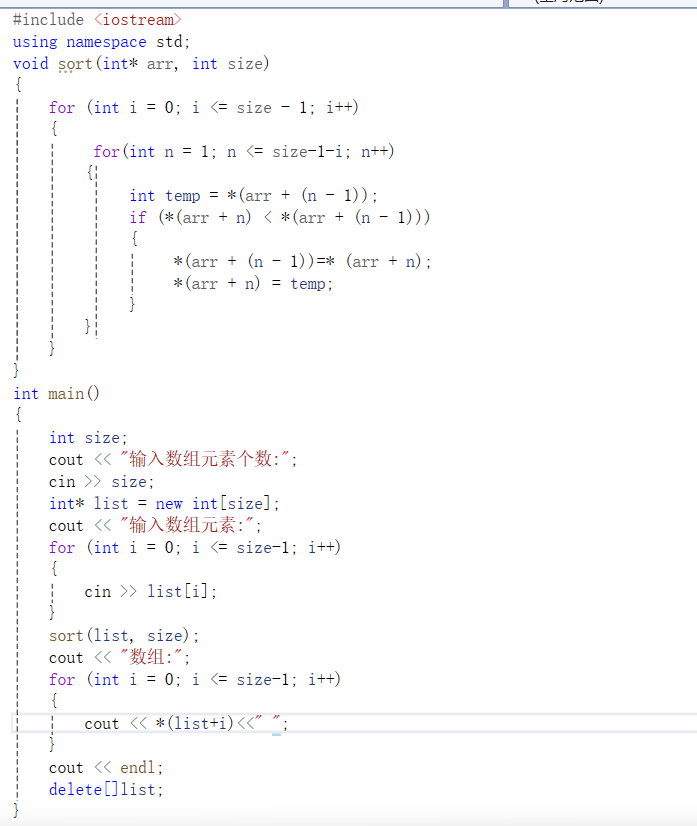 #include <iostream>
using namespace std;
void sort(int* arr, int size)
{
    for (int i = 0; i <= size - 1; i++)
    {
        for(int n = 1; n <= size-1-i; n++)
        {
            int temp = *(arr + (n - 1));
            if (*(arr + n) < *(arr + (n - 1)))
            {
                *(arr + (n - 1))=* (arr + n);
                *(arr + n) = temp;
            }
        }
    }
}
int main()
{
    int size;
    cout << "输入数组元素个数:";
    cin >> size;
    int* list = new int[size];
    cout << "输入数组元素:";
    for (int i = 0; i <= size-1; i++)
    {
        cin >> list[i];
    }
    sort(list, size);
    cout << "数组:";
    for (int i = 0; i <= size-1; i++)
    {
        cout << *(list+i)<<" ";
    }
    cout << endl;
    delete[]list;
}